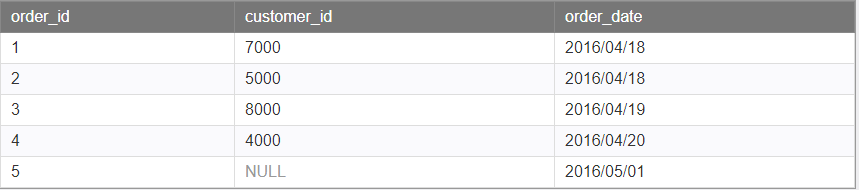 order_id customer_id order_date
1 7000 2016/04/18
2 5000 2016/04/18
3 8000 2016/04/19
4 4000 2016/04/20
5 NULL 2016/05/01